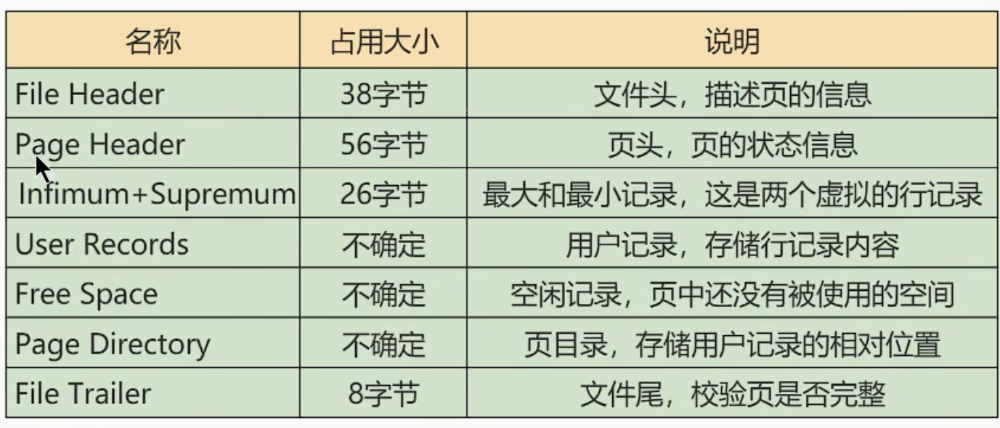 名称 占用大小 说明
File Header 38字节 文件头，描述页的信息
Page Header 56字节 页头，页的状态信息
Infimum+Supremum 26字节 最大和最小记录，这是两个虚拟的行记录
User Records 不确定 用户记录，存储行记录内容
Free Space 不确定 空闲记录，页中还没有被使用的空间
Page Directory 不确定 页目录，存储用户记录的相对位置
File Trailer 8字节 文件尾，校验页是否完整